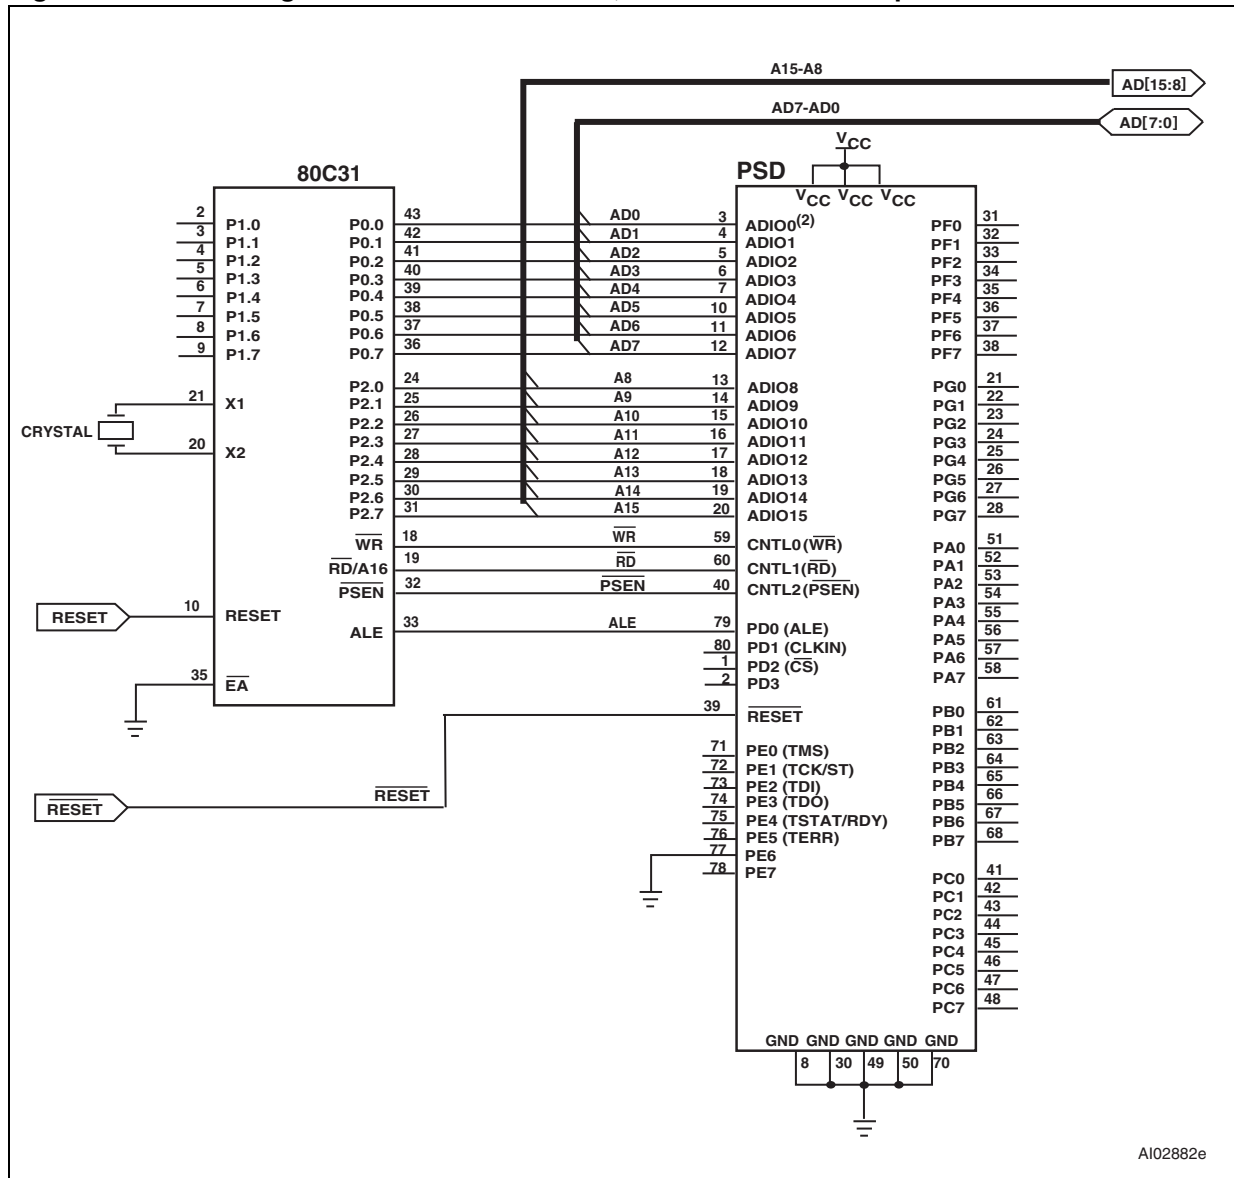 A15-A8
AD[15:8]
AD7-AD0
AD[7:0]
VCC
80C31
PSD
VCC VCC VCC
2 P1.0 P0.0 43 AD0 3 ADIO0(2) PF0 31
3 P1.1 P0.1 42 AD1 4 ADIO1 PF1 32
4 P1.2 P0.2 41 AD2 5 ADIO2 PF2 33
5 P1.3 P0.3 40 AD3 6 ADIO3 PF3 34
6 P1.4 P0.4 39 AD4 7 ADIO4 PF4 35
7 P1.5 P0.5 38 AD5 10 ADIO5 PF5 36
8 P1.6 P0.6 37 AD6 11 ADIO6 PF6 37
9 P1.7 P0.7 36 AD7 12 ADIO7 PF7 38
P2.0 24 A8 13 ADIO8 PG0 21
21 X1 P2.1 25 A9 14 ADIO9 PG1 22
P2.2 26 A10 15 ADIO10 PG2 23
CRYSTAL P2.3 27 A11 16 ADIO11 PG3 24
20 X2 P2.4 28 A12 17 ADIO12 PG4 25
P2.5 29 A13 18 ADIO13 PG5 26
P2.6 30 A14 19 ADIO14 PG6 27
P2.7 31 A15 20 ADIO15 PG7 28
W̅R̅ 18 W̅R̅ 59 CNTL0(W̅R̅) PA0 51
R̅D̅/A16 19 R̅D̅ 60 CNTL1(R̅D̅) PA1 52
P̅S̅E̅N̅ 32 P̅S̅E̅N̅ 40 CNTL2(P̅S̅E̅N̅) PA2 53
PA3 54
RESET 10 RESET PA4 55
ALE 33 ALE 79 PD0 (ALE) PA5 56
80 PD1 (CLKIN) PA6 57
1 PD2 (C̅S̅) PA7 58
35 E̅A̅ 2 PD3
39 R̅E̅S̅E̅T̅ PB0 61
PB1 62
71 PE0 (TMS) PB2 63
72 PE1 (TCK/ST) PB3 64
73 PE2 (TDI) PB4 65
R̅E̅S̅E̅T̅ R̅E̅S̅E̅T̅ 74 PE3 (TDO) PB5 66
75 PE4 (TSTAT/RDY) PB6 67
76 PE5 (TERR) PB7 68
77 PE6
78 PE7 PC0 41
PC1 42
PC2 43
PC3 44
PC4 45
PC5 46
PC6 47
PC7 48
GND GND GND GND GND
8 30 49 50 70
AI02882e